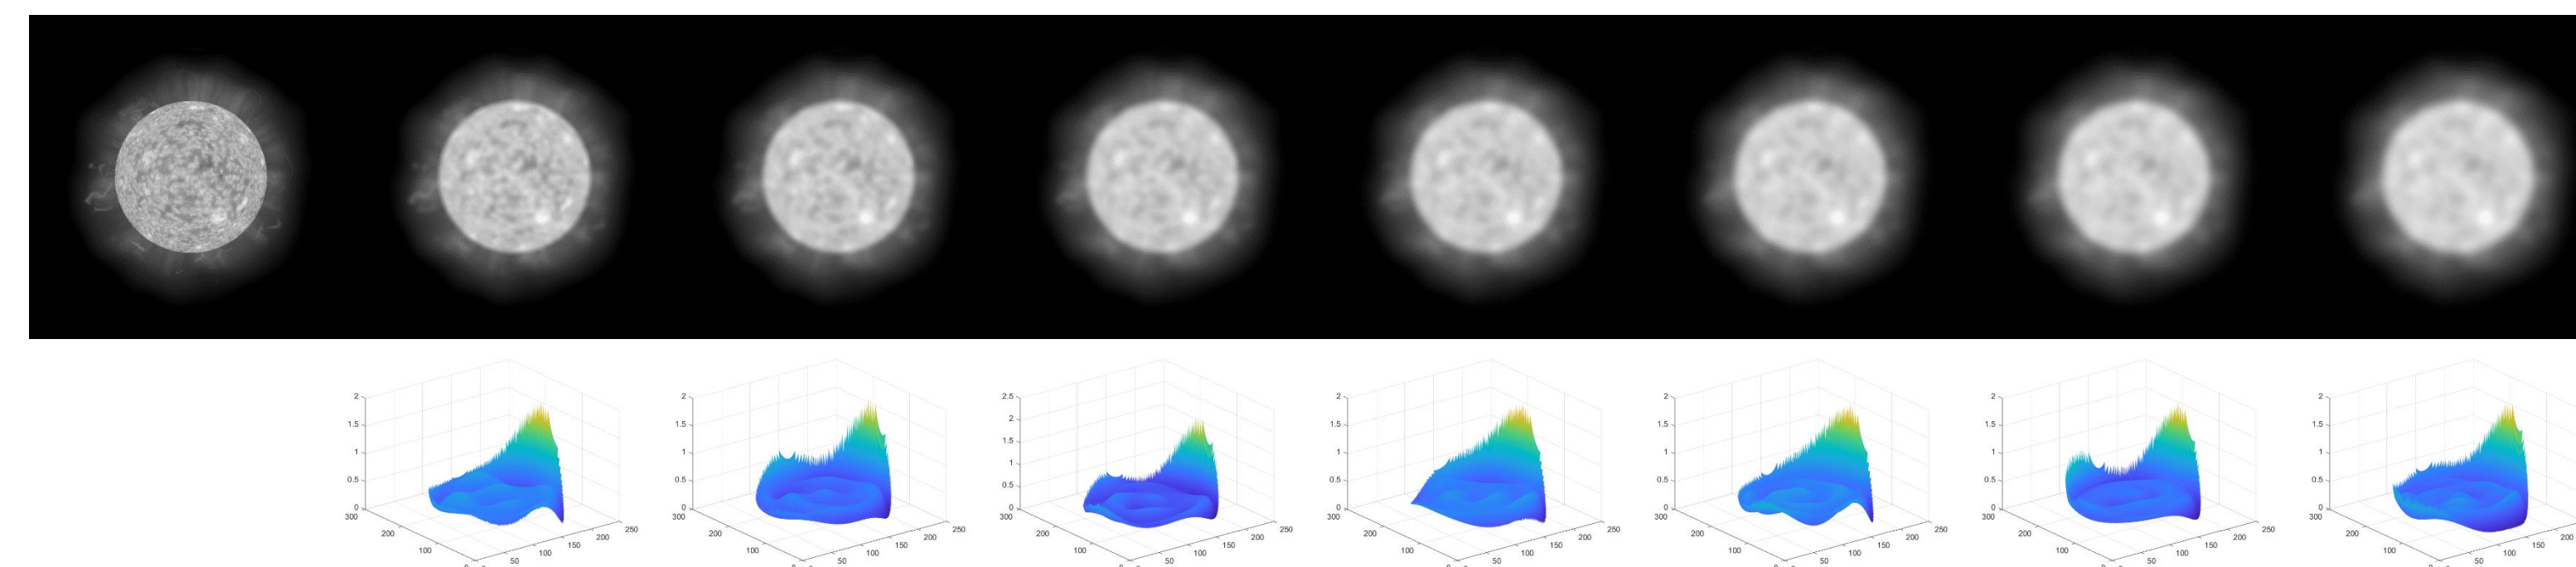 2 2 2.5 2 2 2 2
2
1.5 1.5 1.5 1.5 1.5 1.5
1.5
1 1 1 1 1 1
1
0.5 0.5 0.5 0.5 0.5 0.5
0.5
0 0 0 0 0 0 0
300 300 300 300 300 300 300
250 250 250 250 250 250
200 200 200 200 200 200 200 200 200 200 200 200 200 200
150 150 150 150 150 150 150
100 100 100 100 100 100 100 100 100 100 100 100 100 100
50 50 50 50 50 50 50